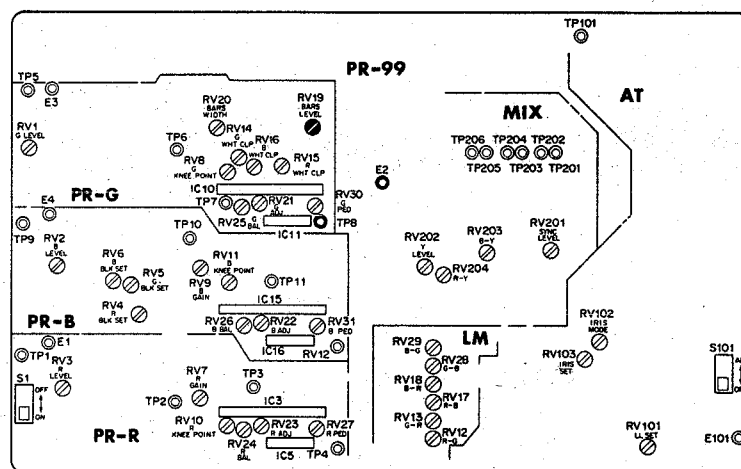 TP101
PR-99
AT
TP5
E3
RV20
BARS
WIDTH
RV19
BARS
LEVEL
MIX
RV1
G LEVEL
TP6
RV14
G
WHT CLP
RV16
B
WHT CLP
RV15
R
WHT CLP
RV8
G
KNEE POINT
TP206
TP204
TP202
TP205
TP203
TP201
E2
PR-G
IC10
TP7
RV21
G
ADJ
RV30
G
PED
RV25
G
BAL
IC11
TP8
E4
TP9
TP10
RV2
B
LEVEL
RV6
B
BLK SET
RV5
G
BLK SET
RV4
R
BLK SET
RV11
B
KNEE POINT
RV9
B
GAIN
TP11
RV202
Y
LEVEL
RV203
B-Y
RV204
R-Y
RV201
SYNC
LEVEL
PR-B
IC15
RV26
B BAL
RV22
B ADJ
RV31
B PED
IC16
RV12
LM
RV102
IRIS
MODE
RV103
IRIS
SET
E1
TP1
RV3
R
LEVEL
S1
OFF
ON
RV7
R
GAIN
TP3
TP2
RV29
B-G
RV28
G-B
RV18
B-R
RV17
R-B
RV13
G-R
RV12
R-G
S101
IC3
RV10
R
KNEE POINT
RV23
R ADJ
RV27
R PED
RV24
R
BAL
IC5
TP4
PR-R
RV101
LL SET
E101